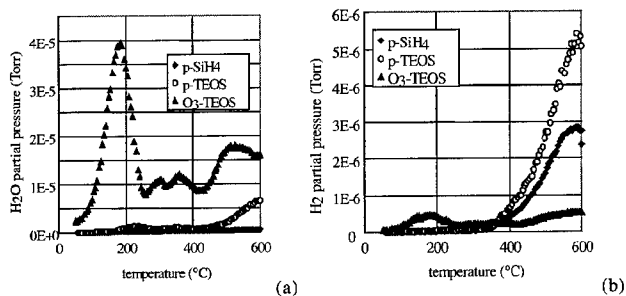 H2O partial pressure (Torr)
4E-5
3E-5
2E-5
1E-5
0E+0
0
200
400
600
temperature (°C)
p-SiH4
p-TEOS
O3-TEOS
(a)
H2 partial pressure (Torr)
6E-6
5E-6
4E-6
3E-6
2E-6
1E-6
0
0
200
400
600
temperature (°C)
p-SiH4
p-TEOS
O3-TEOS
(b)